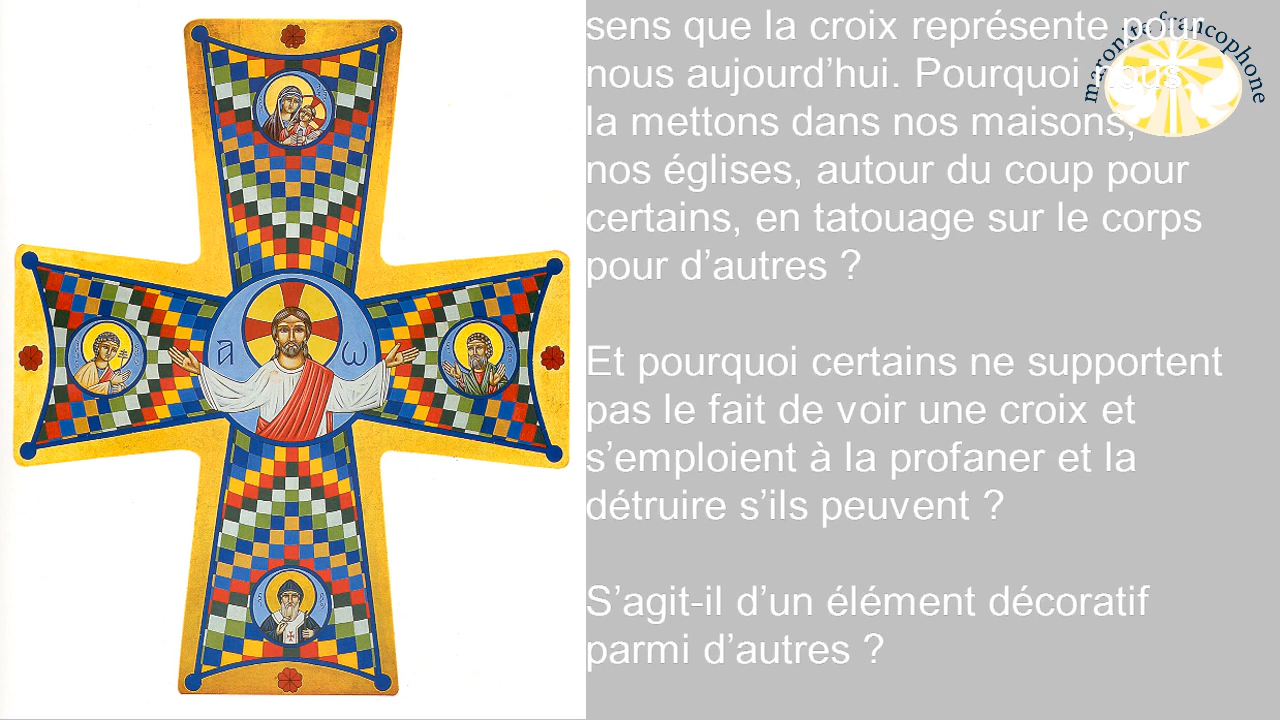 sens que la croix représente pour
nous aujourd’hui. Pourquoi nous
la mettons dans nos maisons,
nos églises, autour du coup pour
certains, en tatouage sur le corps
pour d’autres ?
Et pourquoi certains ne supportent
pas le fait de voir une croix et
s’emploient à la profaner et la
détruire s’ils peuvent ?
S’agit-il d’un élément décoratif
parmi d’autres ?
maronite francophone
ā ω